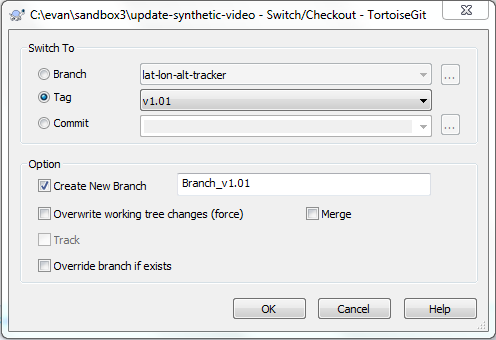 C:\evan\sandbox3\update-synthetic-video - Switch/Checkout - TortoiseGit
Switch To
Branch
lat-lon-alt-tracker
...
Tag
v1.01
Commit
...
Option
Create New Branch
Branch_v1.01
Overwrite working tree changes (force)
Merge
Track
Override branch if exists
OK
Cancel
Help